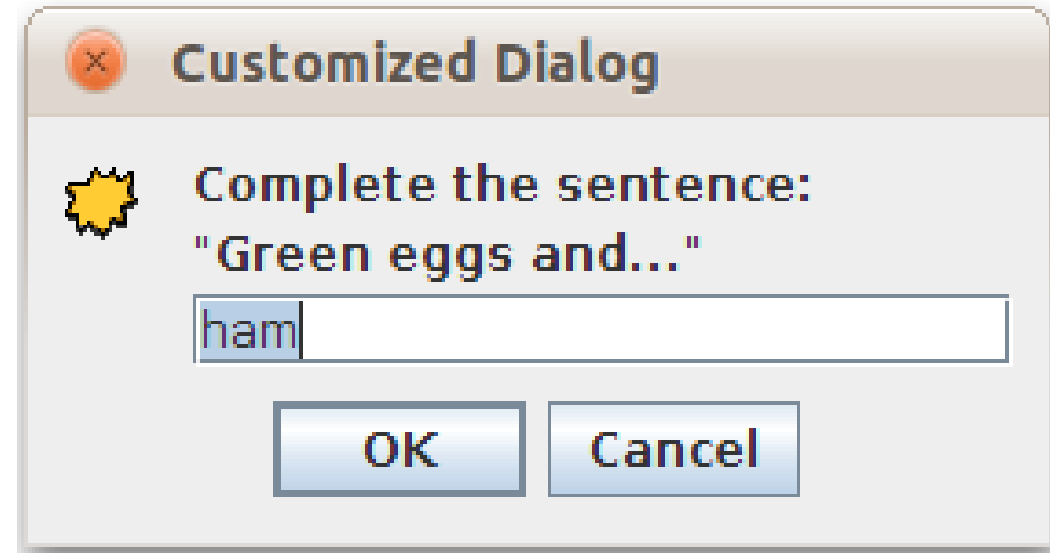 Customized Dialog
Complete the sentence:
"Green eggs and..."
ham
OK Cancel